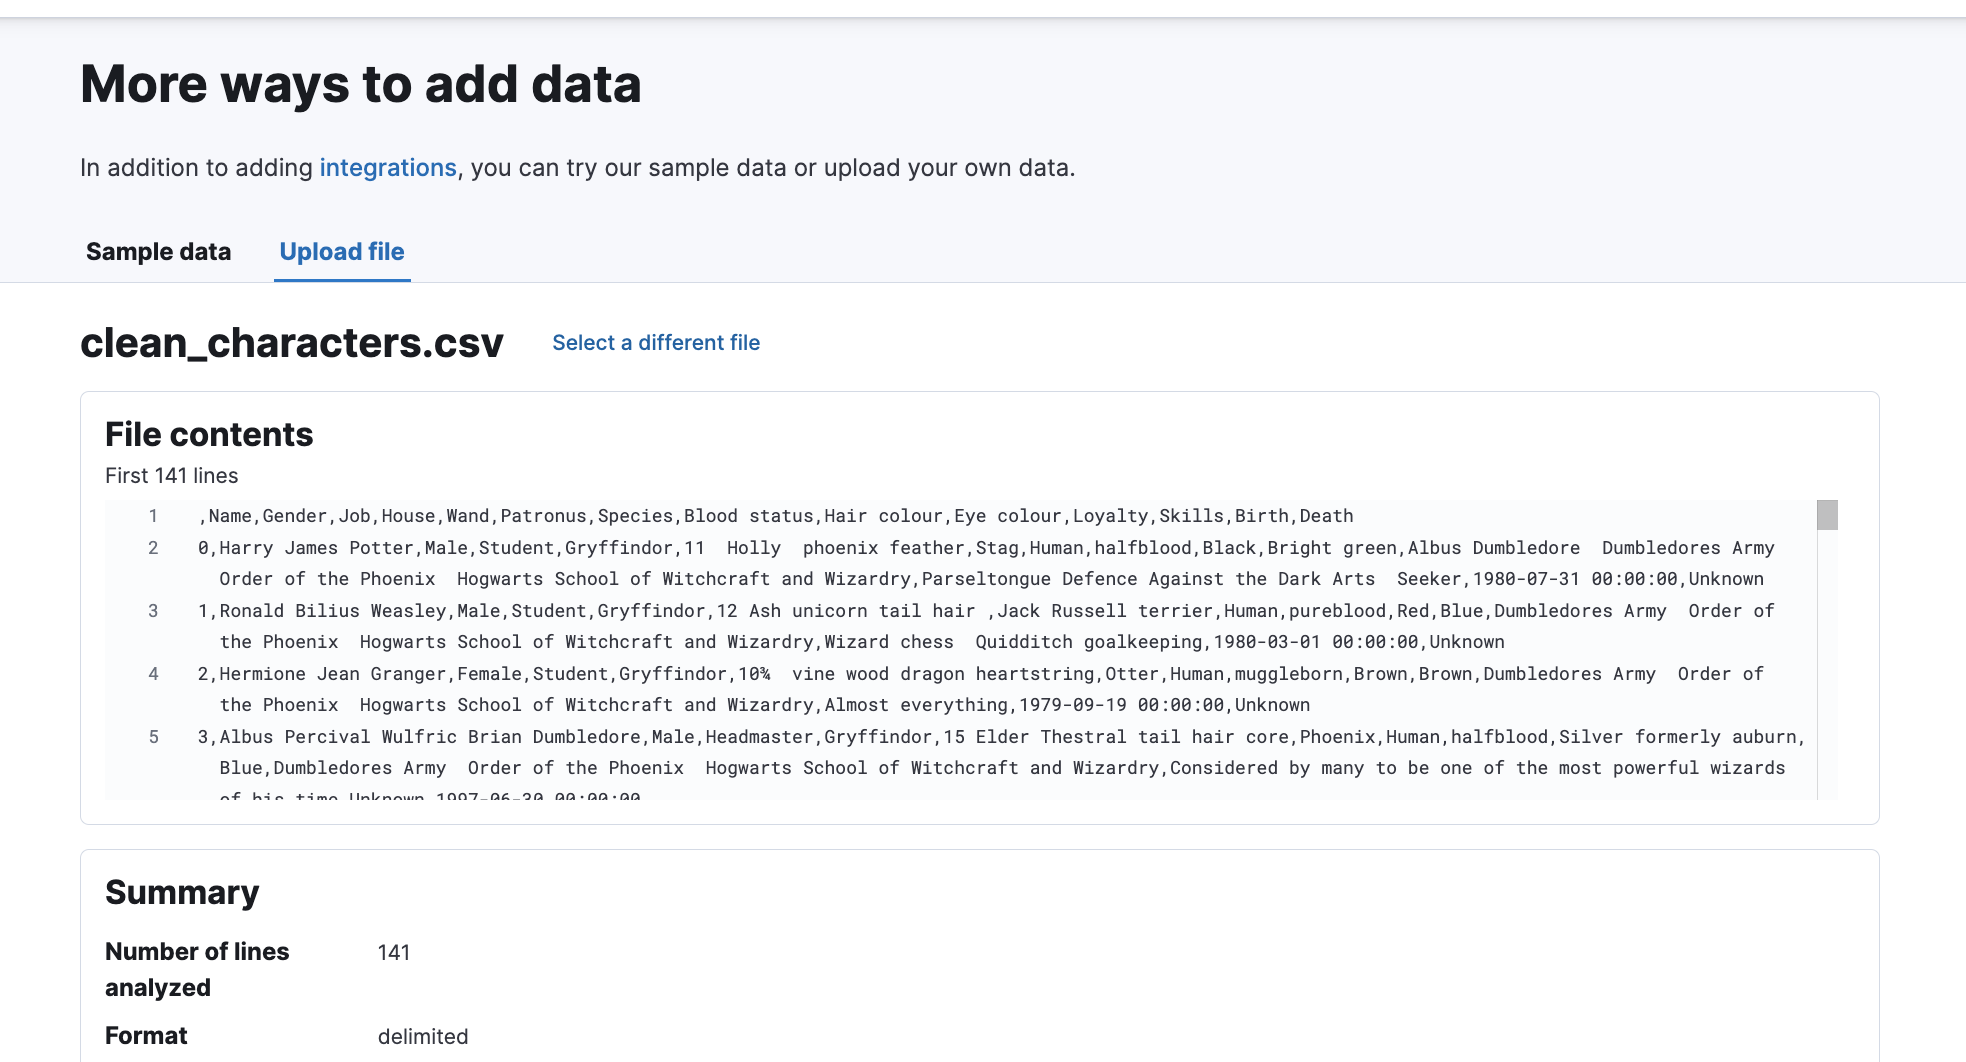 More ways to add data
In addition to adding integrations, you can try our sample data or upload your own data.
Sample data Upload file
clean_characters.csv Select a different file
File contents
First 141 lines
1 ,Name,Gender,Job,House,Wand,Patronus,Species,Blood status,Hair colour,Eye colour,Loyalty,Skills,Birth,Death
2 0,Harry James Potter,Male,Student,Gryffindor,11  Holly  phoenix feather,Stag,Human,halfblood,Black,Bright green,Albus Dumbledore  Dumbledores Army
Order of the Phoenix  Hogwarts School of Witchcraft and Wizardry,Parseltongue Defence Against the Dark Arts  Seeker,1980-07-31 00:00:00,Unknown
3 1,Ronald Bilius Weasley,Male,Student,Gryffindor,12 Ash unicorn tail hair ,Jack Russell terrier,Human,pureblood,Red,Blue,Dumbledores Army  Order of
the Phoenix  Hogwarts School of Witchcraft and Wizardry,Wizard chess  Quidditch goalkeeping,1980-03-01 00:00:00,Unknown
4 2,Hermione Jean Granger,Female,Student,Gryffindor,10¾  vine wood dragon heartstring,Otter,Human,muggleborn,Brown,Brown,Dumbledores Army  Order of
the Phoenix  Hogwarts School of Witchcraft and Wizardry,Almost everything,1979-09-19 00:00:00,Unknown
5 3,Albus Percival Wulfric Brian Dumbledore,Male,Headmaster,Gryffindor,15 Elder Thestral tail hair core,Phoenix,Human,halfblood,Silver formerly auburn,
Blue,Dumbledores Army  Order of the Phoenix  Hogwarts School of Witchcraft and Wizardry,Considered by many to be one of the most powerful wizards
of his time,Unknown,1997-06-30 00:00:00
Summary
Number of lines analyzed 141
Format delimited